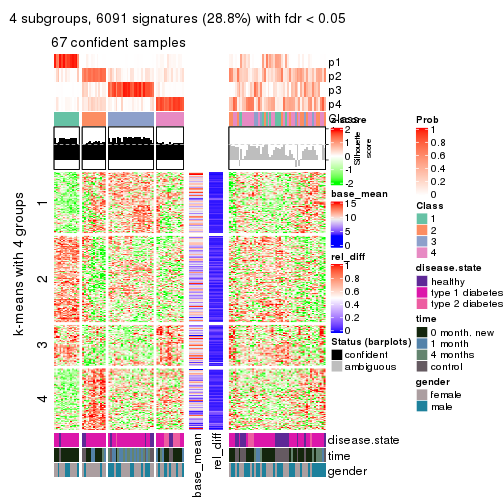 4 subgroups, 6091 signatures (28.8%) with fdr < 0.05
67 confident samples
p1
p2
p3
p4
Class
Silhouette
score
1
2
3
4
k-means with 4 groups
base_mean
rel_diff
disease.state
time
gender
2
1
-1
-2
base_mean
15
10
5
0
rel_diff
1
0.8
0.6
0.4
0.2
0
Status (barplots)
confident
ambiguous
Prob
1
0.8
0.6
0.4
0.2
0
Class
1
2
3
4
disease.state
healthy
type 1 diabetes
type 2 diabetes
time
0 month. new
1 month
4 months
control
gender
female
male